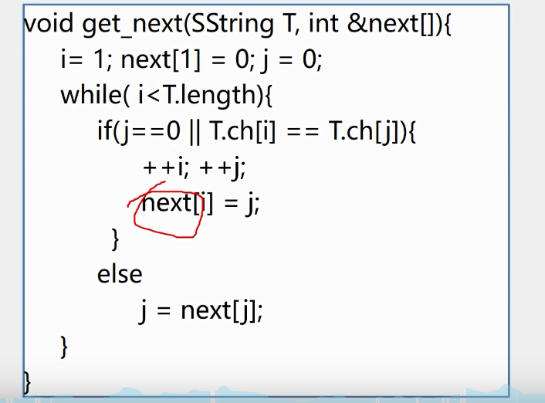 void get_next(SString T, int &next[]){
i= 1; next[1] = 0; j = 0;
while( i<T.length){
if(j==0 || T.ch[i] == T.ch[j]){
++i; ++j;
next[i] = j;
}
else
j = next[j];
}
}